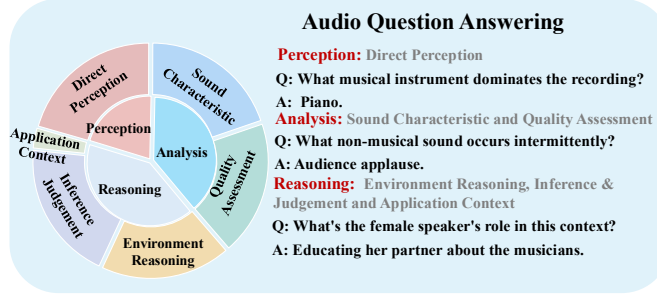 Audio Question Answering
Direct
Perception
Sound
Characteristic
Perception
Analysis
Application
Context
Reasoning
Quality
Assessment
Inference
Judgement
Environment
Reasoning
Perception: Direct Perception
Q: What musical instrument dominates the recording?
A: Piano.
Analysis: Sound Characteristic and Quality Assessment
Q: What non-musical sound occurs intermittently?
A: Audience applause.
Reasoning: Environment Reasoning, Inference &
Judgement and Application Context
Q: What's the female speaker's role in this context?
A: Educating her partner about the musicians.